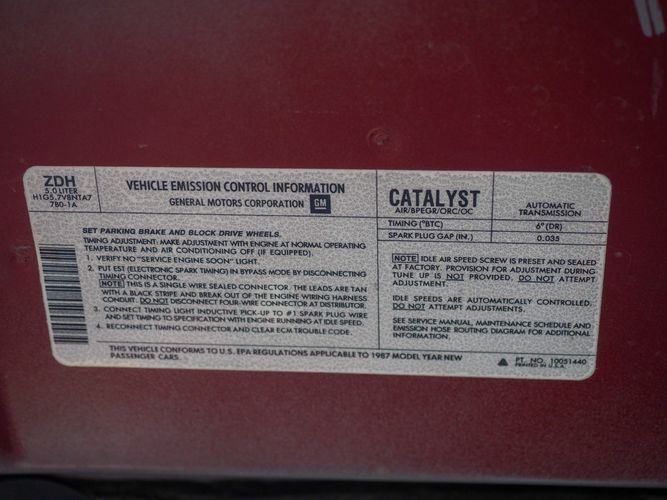 ZDH
5.0 LITER
H1G5.7V8NTA7
7B0-1A
VEHICLE EMISSION CONTROL INFORMATION
GENERAL MOTORS CORPORATION GM
CATALYST
AIR/BPEGR/ORC/OC
AUTOMATIC
TRANSMISSION
TIMING (°BTC) 6° (DR)
SPARK PLUG GAP (IN.) 0.035
SET PARKING BRAKE AND BLOCK DRIVE WHEELS.
TIMING ADJUSTMENT: MAKE ADJUSTMENT WITH ENGINE AT NORMAL OPERATING
TEMPERATURE AND AIR CONDITIONING OFF (IF EQUIPPED).
1. VERIFY NO "SERVICE ENGINE SOON" LIGHT.
2. PUT EST (ELECTRONIC SPARK TIMING) IN BYPASS MODE BY DISCONNECTING
TIMING CONNECTOR.
NOTE THIS IS A SINGLE WIRE SEALED CONNECTOR. THE LEADS ARE TAN
WITH A BLACK STRIPE AND BREAK OUT OF THE ENGINE WIRING HARNESS
CONDUIT. DO NOT DISCONNECT FOUR WIRE CONNECTOR AT DISTRIBUTOR.
3. CONNECT TIMING LIGHT INDUCTIVE PICK-UP TO #1 SPARK PLUG WIRE
AND SET TIMING TO SPECIFICATION WITH ENGINE RUNNING AT IDLE SPEED.
4. RECONNECT TIMING CONNECTOR AND CLEAR ECM TROUBLE CODE.
NOTE IDLE AIR SPEED SCREW IS PRESET AND SEALED
AT FACTORY. PROVISION FOR ADJUSTMENT DURING
TUNE UP IS NOT PROVIDED. DO NOT ATTEMPT
ADJUSTMENT.
IDLE SPEEDS ARE AUTOMATICALLY CONTROLLED.
DO NOT ATTEMPT ADJUSTMENTS.
SEE SERVICE MANUAL, MAINTENANCE SCHEDULE AND
EMISSION HOSE ROUTING DIAGRAM FOR ADDITIONAL
INFORMATION.
THIS VEHICLE CONFORMS TO U.S. EPA REGULATIONS APPLICABLE TO 1987 MODEL YEAR NEW
PASSENGER CARS.
PT. NO. 10051440
PRINTED IN U.S.A.